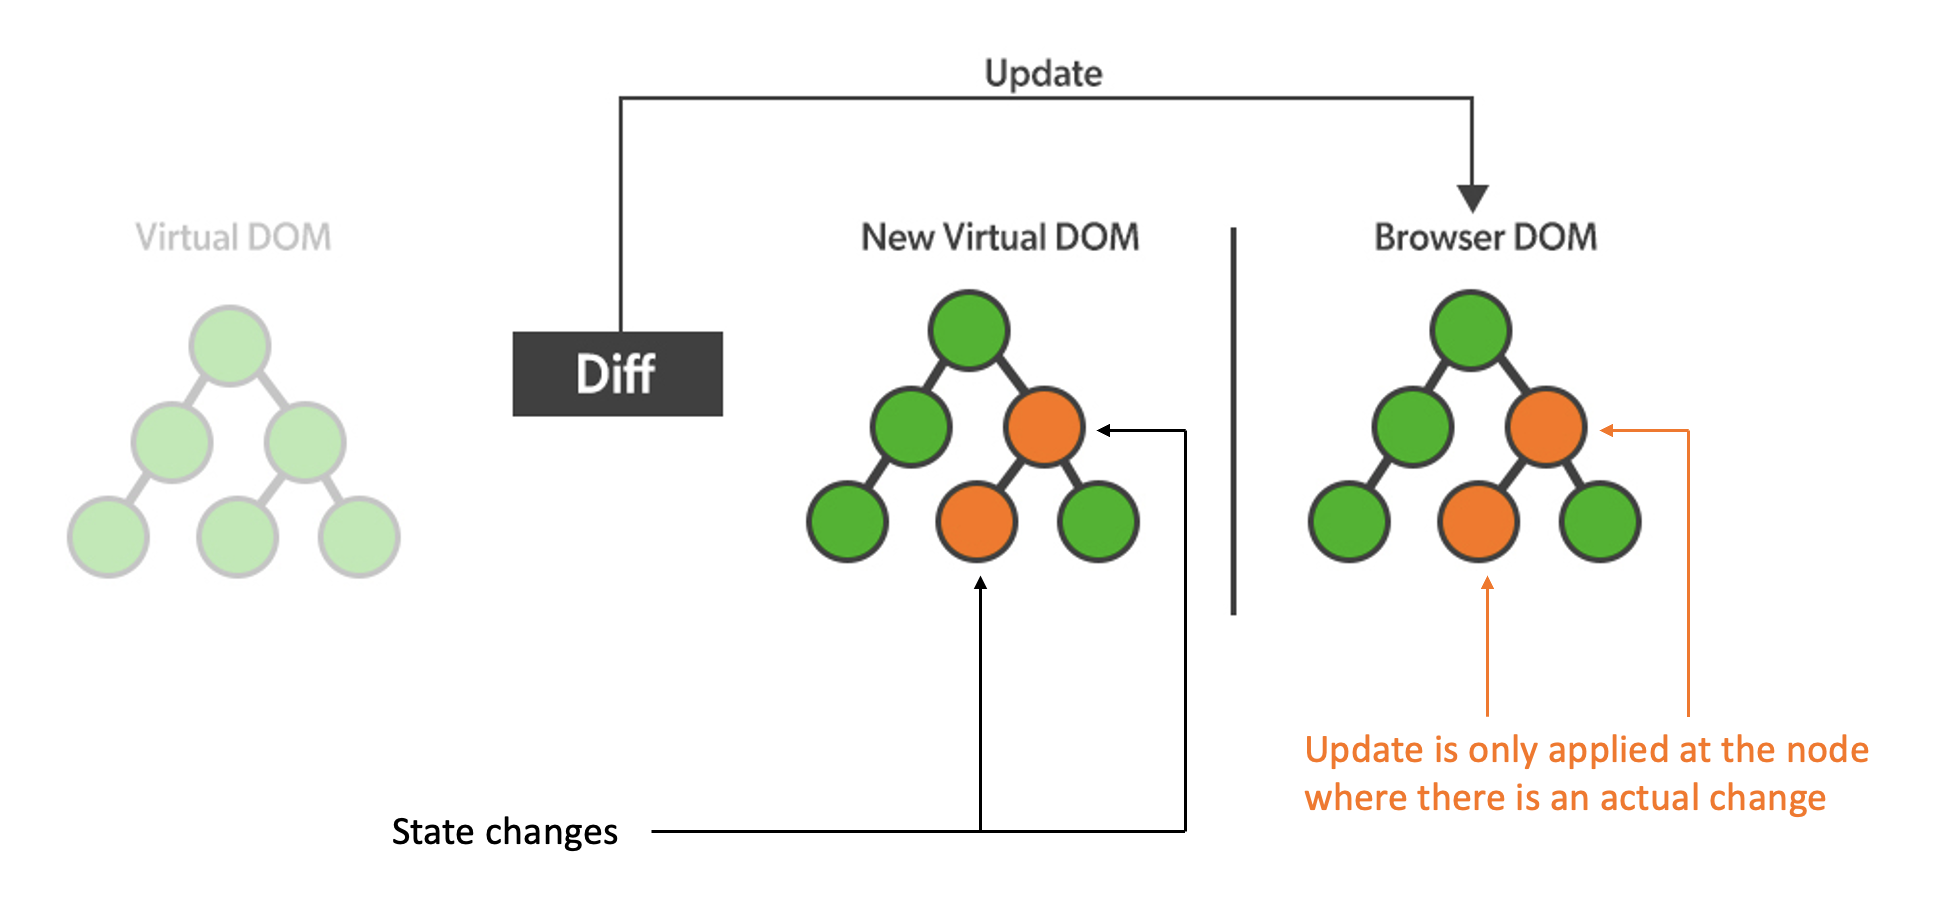 Update
Virtual DOM
New Virtual DOM
Browser DOM
Diff
Update is only applied at the node
where there is an actual change
State changes